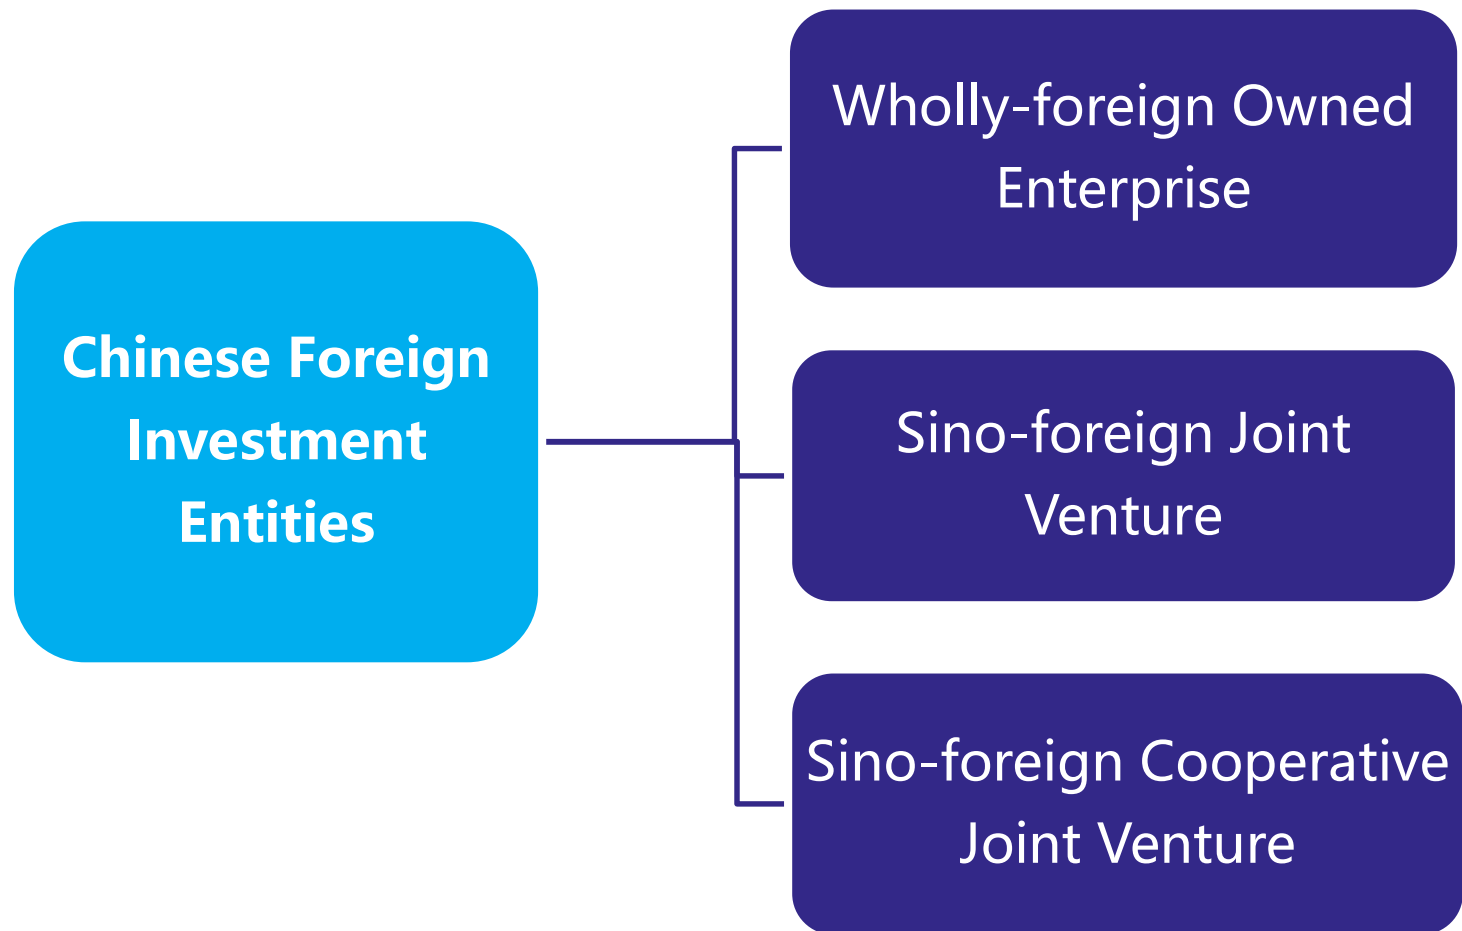 Chinese Foreign
Investment
Entities
Wholly-foreign Owned
Enterprise
Sino-foreign Joint
Venture
Sino-foreign Cooperative
Joint Venture